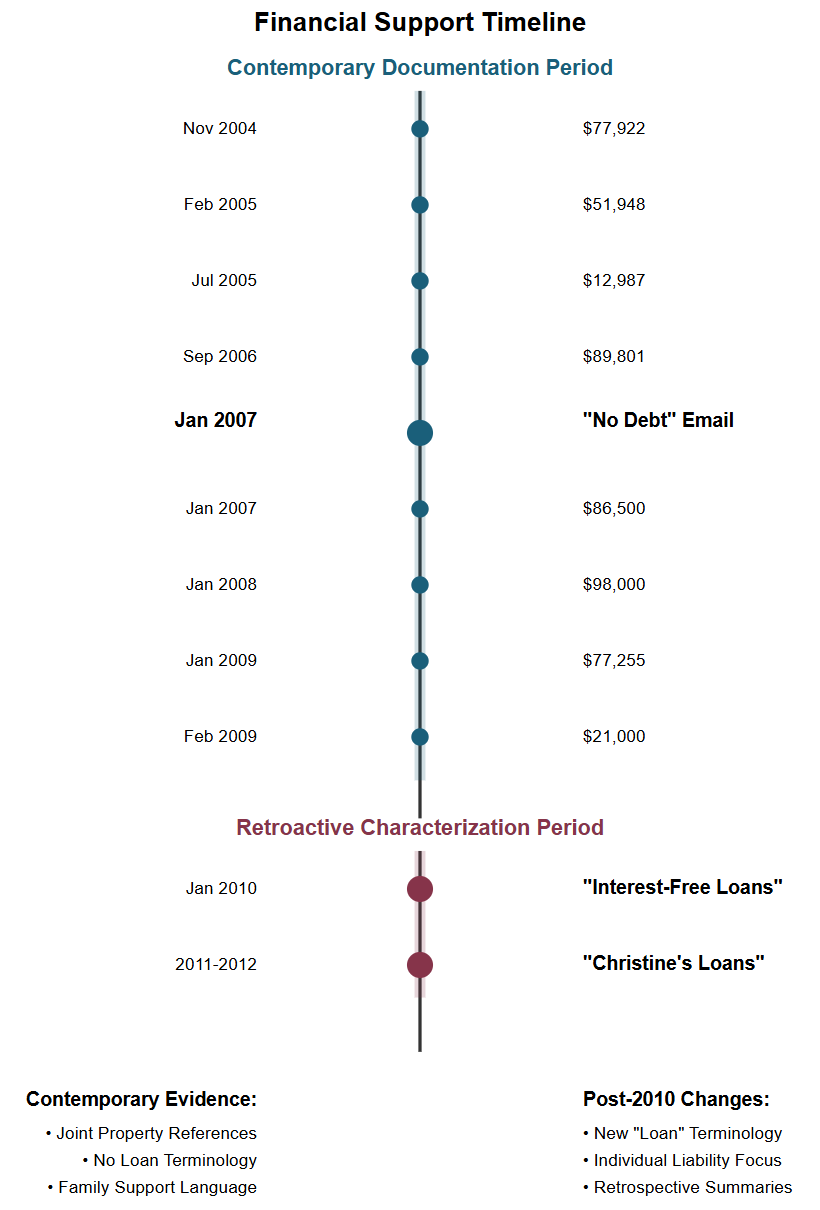 Financial Support Timeline
Contemporary Documentation Period
Nov 2004 $77,922
Feb 2005 $51,948
Jul 2005 $12,987
Sep 2006 $89,801
Jan 2007 "No Debt" Email
Jan 2007 $86,500
Jan 2008 $98,000
Jan 2009 $77,255
Feb 2009 $21,000
Retroactive Characterization Period
Jan 2010 "Interest-Free Loans"
2011-2012 "Christine's Loans"
Contemporary Evidence:
• Joint Property References
• No Loan Terminology
• Family Support Language
Post-2010 Changes:
• New "Loan" Terminology
• Individual Liability Focus
• Retrospective Summaries